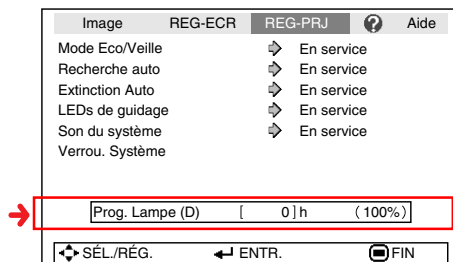 Image REG-ECR REG-PRJ ? Aide
Mode Eco/Veille En service
Recherche auto En service
Extinction Auto En service
LEDs de guidage En service
Son du système En service
Verrou. Système
Prog. Lampe (D) [ 0] h (100%)
SÉL./RÉG. ENTR. FIN